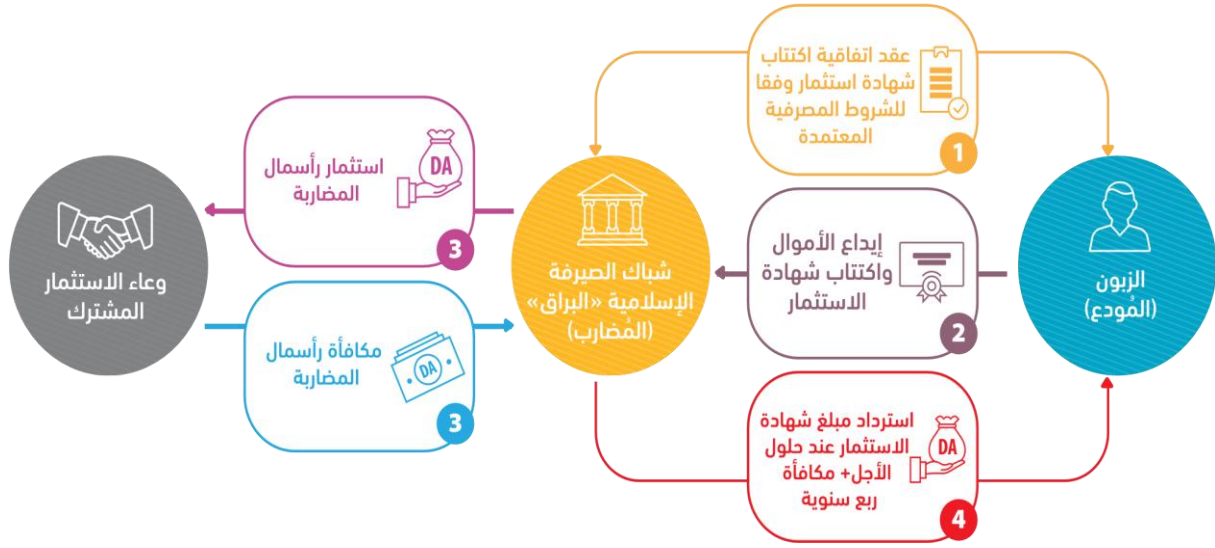 عقد اتفاقية اكتتاب
شهادة استثمار وفقا
للشروط المصرفية
المعتمدة
1
الزبون
(المُودع)
إيداع الأموال
واكتتاب شهادة
الاستثمار
2
شباك الصيرفة
الإسلامية «البراق»
(المُضارب)
DA
استثمار رأسمال
المضاربة
3
وعاء الاستثمار
المشترك
DA
مكافأة رأسمال
المضاربة
3
DA
استرداد مبلغ شهادة
الاستثمار عند حلول
الأجل+ مكافأة
ربع سنوية
4